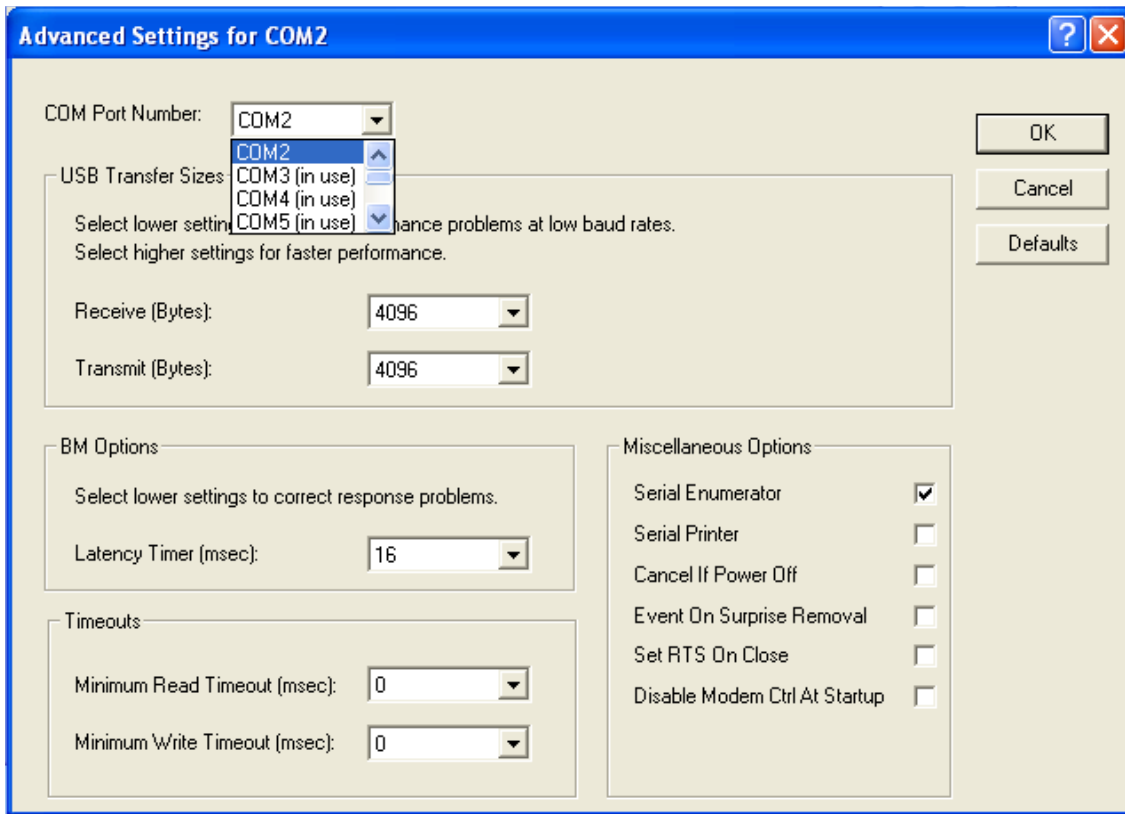 Advanced Settings for COM2
COM Port Number: COM2
COM2
COM3 (in use)
COM4 (in use)
COM5 (in use)
OK
Cancel
Defaults
USB Transfer Sizes
Select lower settin mance problems at low baud rates.
Select higher settings for faster performance.
Receive (Bytes): 4096
Transmit (Bytes): 4096
BM Options
Select lower settings to correct response problems.
Latency Timer (msec): 16
Timeouts
Minimum Read Timeout (msec): 0
Minimum Write Timeout (msec): 0
Miscellaneous Options
Serial Enumerator
Serial Printer
Cancel If Power Off
Event On Surprise Removal
Set RTS On Close
Disable Modem Ctrl At Startup